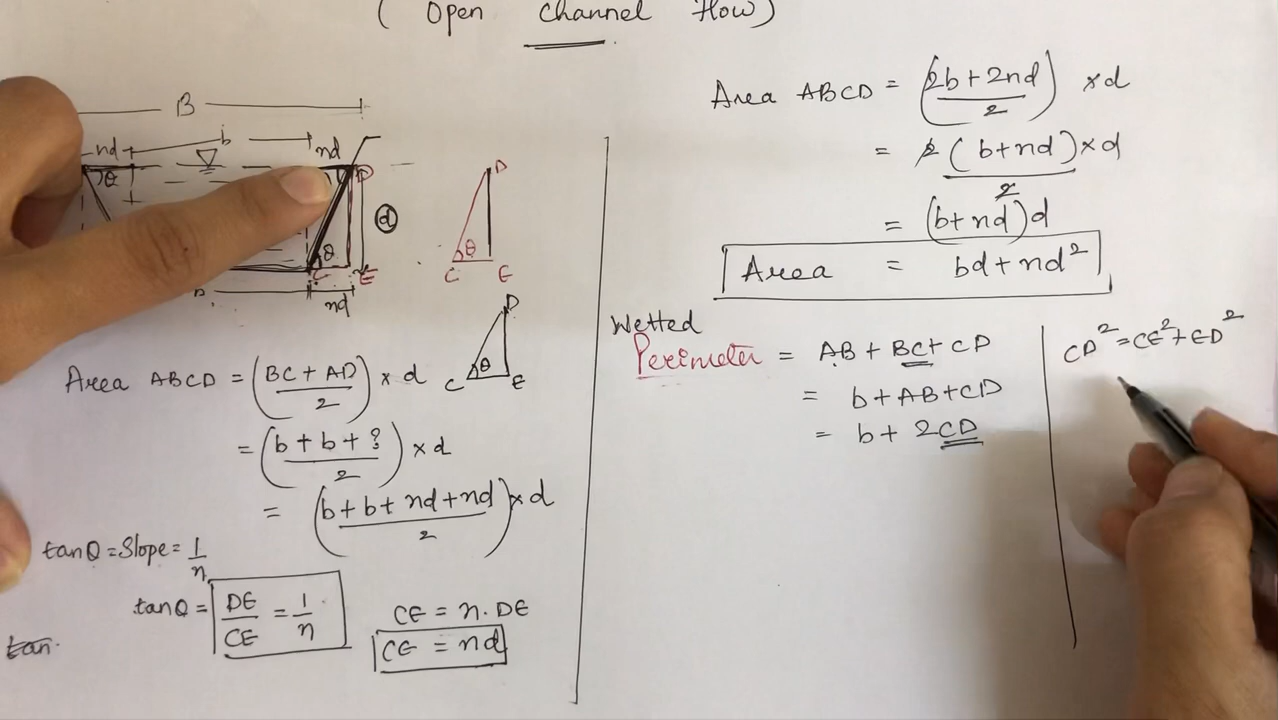 ( Open Channel Flow)
B
nd
b
nd
θ
D
d
θ
C
E
nd
D
θ
C
E
D
θ
C
E
Area ABCD = (BC + AD / 2) × d
= (b + b + ? / 2) × d
= (b + b + nd + nd / 2) × d
tanθ = Slope = 1/n
tanθ = DE/CE = 1/n
CE = n. DE
CE = nd
tan.
Area ABCD = (2b + 2nd / 2) × d
= 2(b + nd) / 2 × d
= (b + nd)d
Area = bd + nd²
Wetted
Perimeter = AB + BC + CD
= b + AB + CD
= b + 2CD
CD² = CE² + ED²